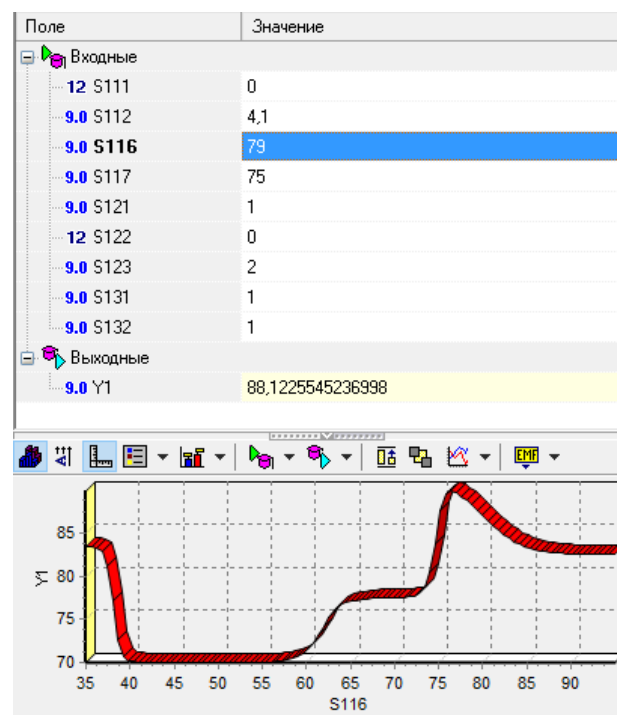 Поле Значение
Входные
12 S111 0
9.0 S112 4,1
9.0 S116 79
9.0 S117 75
9.0 S121 1
12 S122 0
9.0 S123 2
9.0 S131 1
9.0 S132 1
Выходные
9.0 Y1 88,1225545236998
EMF
85
80
75
70
Y1
35 40 45 50 55 60 65 70 75 80 85 90
S116